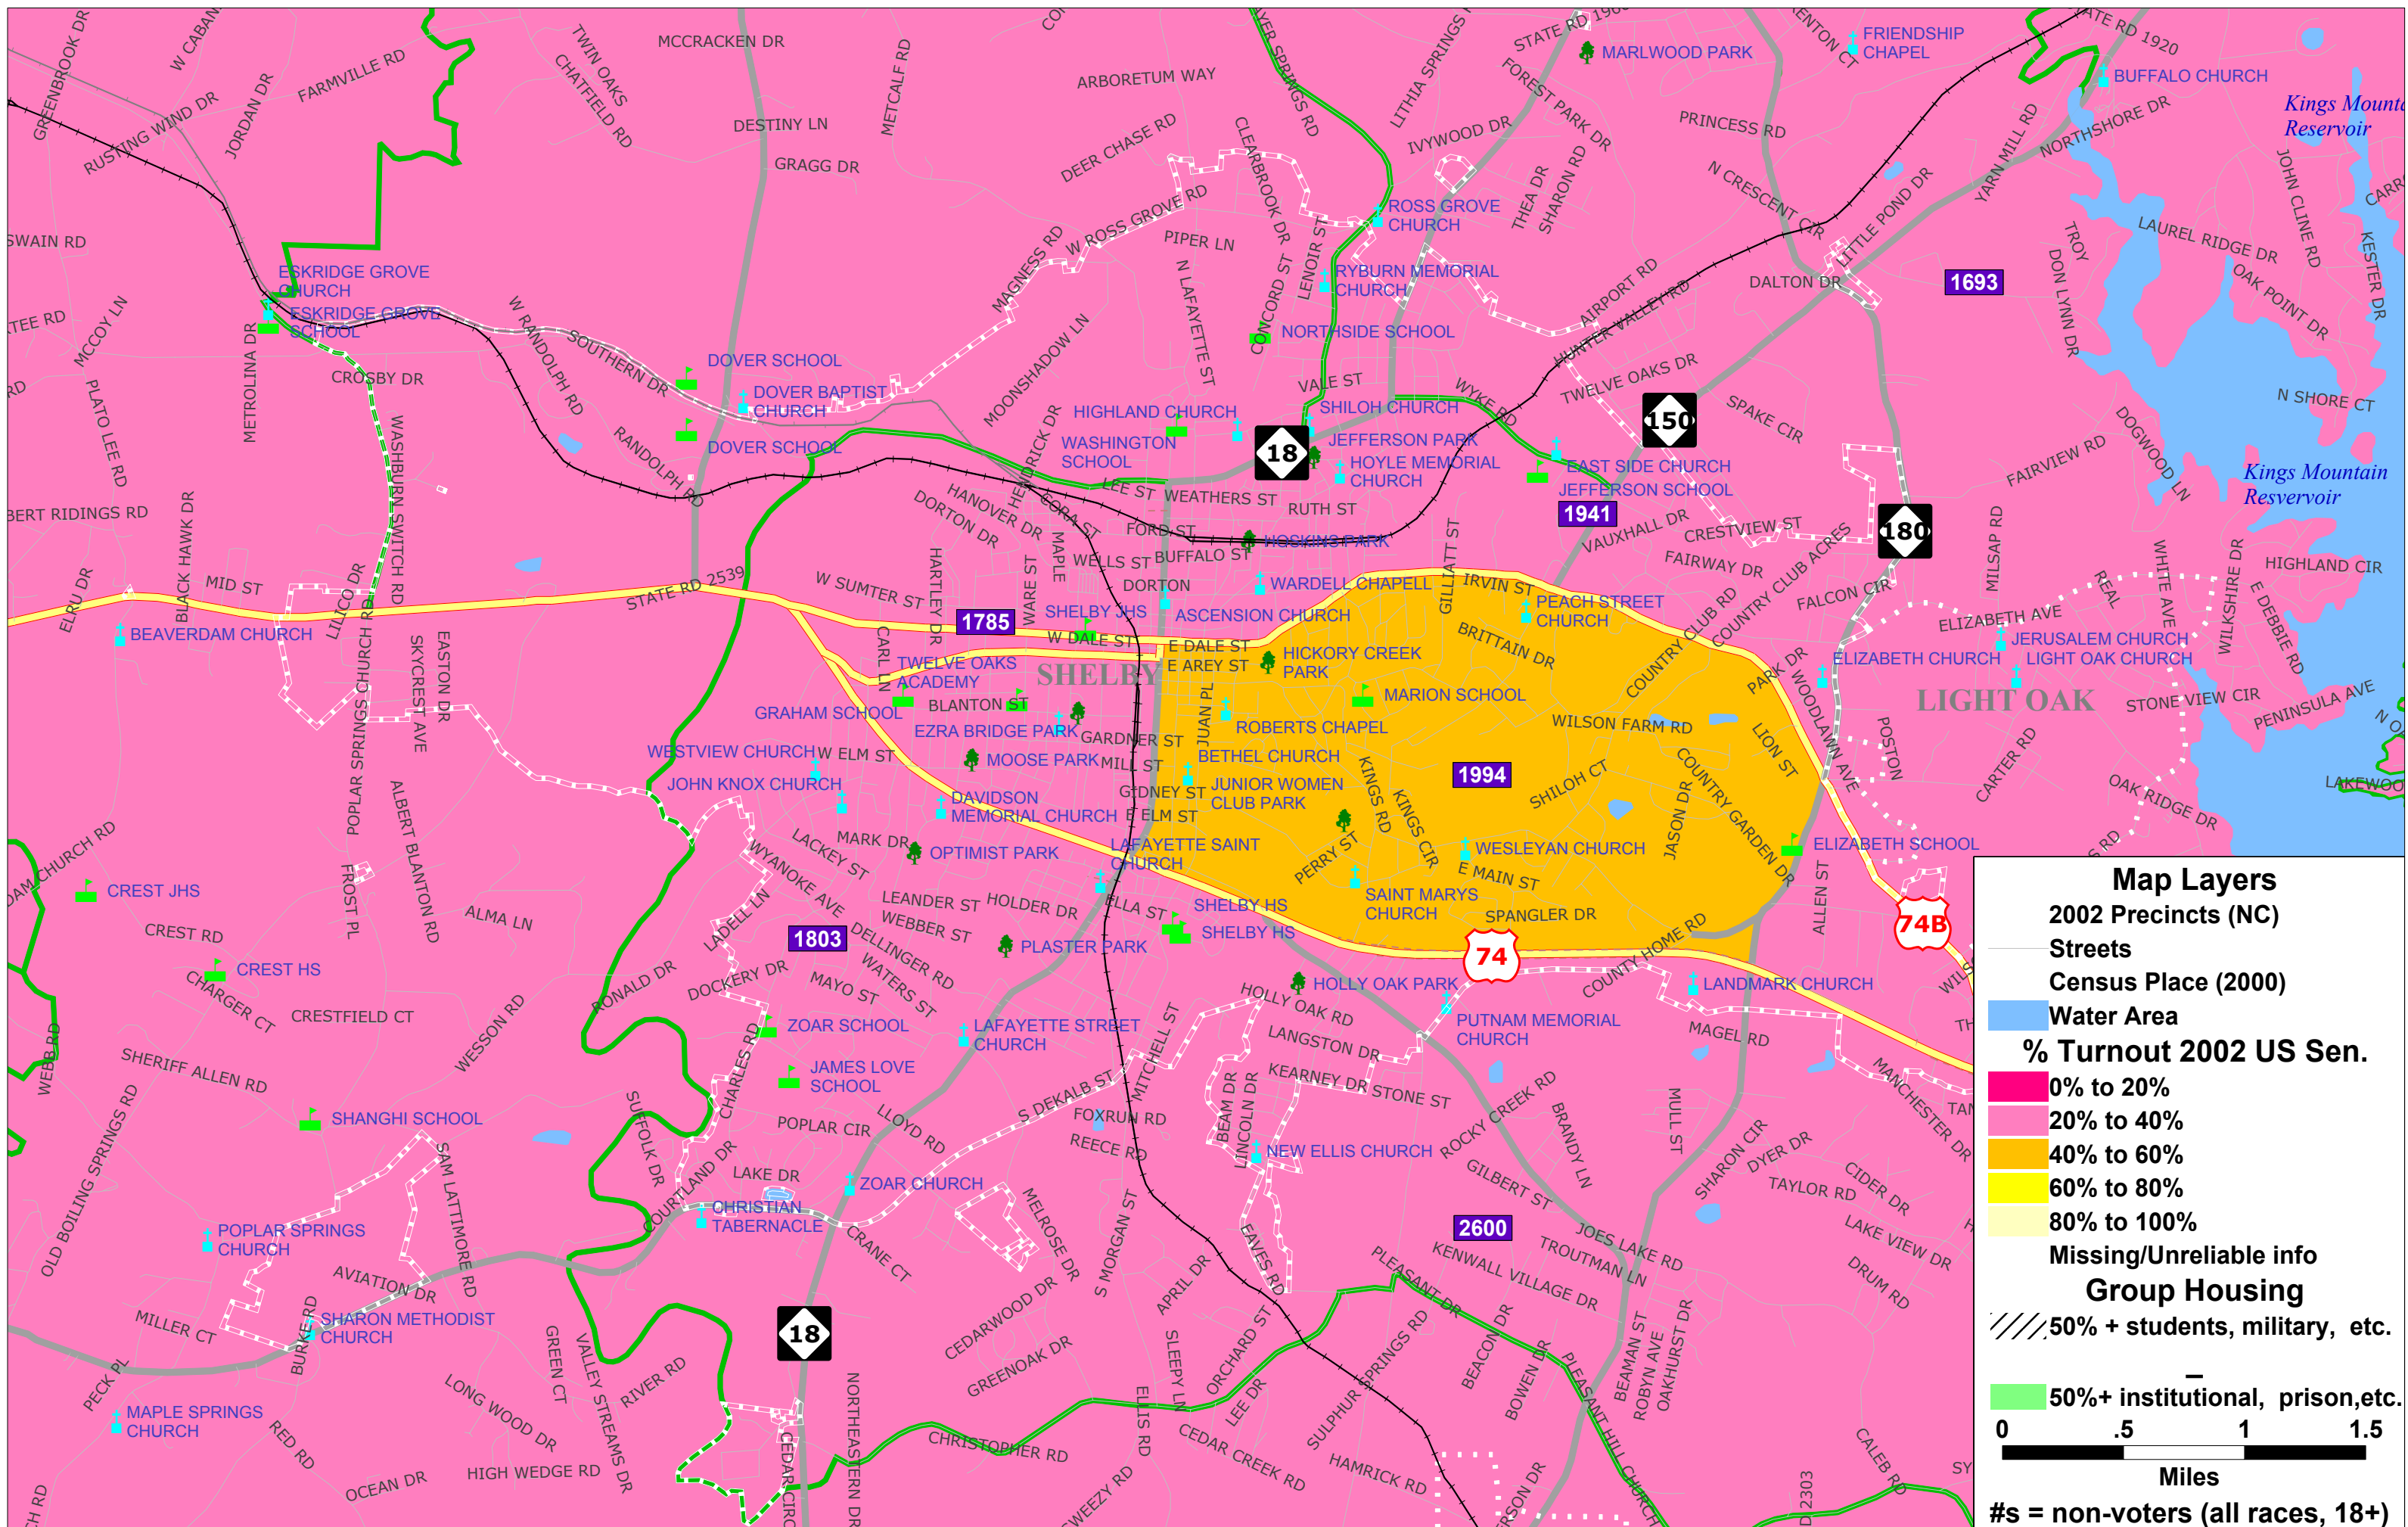 GREENBROOK DR
W CABAN
RUSTING WIND DR
JORDAN DR
FARMVILLE RD
TWIN OAKS
CHATFIELD RD
MCCRACKEN DR
DESTINY LN
GRAGG DR
METCALF RD
ARBORETUM WAY
DEER CHASE RD
CLEARBROOK DR
LITHIA SPRINGS
STATE RD 1960
MARLWOOD PARK
FOREST PARK DR
IVYWOOD DR
PRINCESS RD
ENTON CT
FRIENDSHIP
CHAPEL
ATE RD 1920
BUFFALO CHURCH
Kings Mounta
Reservoir
NORTHSHORE DR
YARN MILL RD
JOHN CLINE RD
CARR
SWAIN RD
ESKRIDGE GROVE
CHURCH
ESKRIDGE GROVE
SCHOOL
MCCOY LN
TEE RD
METROLINA DR
CROSBY DR
PLATO LEE RD
RD
WASHBURN SWITCH RD
W RANDOLPH RD
SOUTHERN DR
RANDOLPH RD
DOVER SCHOOL
DOVER BAPTIST
CHURCH
DOVER SCHOOL
MAGNESS RD
W ROSS GROVE RD
MOONSHADOW LN
PIPER LN
N LAFAYETTE ST
CONCORD ST
LENOIR ST
ROSS GROVE
CHURCH
RYBURN MEMORIAL
CHURCH
NORTHSIDE SCHOOL
VALE ST
THEA DR
SHARON RD
N CRESCENT CIR
LITTLE POND DR
DALTON DR
1693
TROY
DON LYNN DR
LAUREL RIDGE DR
OAK POINT DR
KESTER DR
AIRPORT RD
HUNTER VALLEY RD
TWELVE OAKS DR
WYKE RD
150
SPAKE CIR
N SHORE CT
DOGWOOD LN
FAIRVIEW RD
Kings Mountain
Resvervoir
HIGHLAND CHURCH
WASHINGTON
SCHOOL
SHILOH CHURCH
18
JEFFERSON PARK
HOYLE MEMORIAL
CHURCH
EAST SIDE CHURCH
JEFFERSON SCHOOL
1941
180
BERT RIDINGS RD
BLACK HAWK DR
MID ST
ELRU DR
LILICO DR
BEAVERDAM CHURCH
STATE RD 2539
HENDRICK DR
HANOVER DR
DORTON DR
CORA ST
LEE ST
WEATHERS ST
RUTH ST
FORD ST
MAPLE
WELLS ST
BUFFALO ST
HOSKINS PARK
WARE ST
HARTLEY DR
W SUMTER ST
DORTON
WARDELL CHAPELL
1785
SHELBY JHS
ASCENSION CHURCH
W DALE ST
E DALE ST
E AREY ST
GILLIATT ST
IRVIN ST
PEACH STREET
CHURCH
BRITTAIN DR
VAUXHALL DR
CRESTVIEW ST
FAIRWAY DR
COUNTRY CLUB ACRES
COUNTRY CLUB RD
FALCON CIR
MILSAP RD
WHITE AVE
REAL
WILKSHIRE DR
HIGHLAND CIR
E DEBBIE RD
ELIZABETH AVE
JERUSALEM CHURCH
LIGHT OAK CHURCH
ELIZABETH CHURCH
LIGHT OAK
STONE VIEW CIR
PENINSULA AVE
PARK DR
WOODLAWN AVE
POSTON
CARTER RD
OAK RIDGE DR
LAKEWOO
SHELBY
HICKORY CREEK
PARK
MARION SCHOOL
TWELVE OAKS
ACADEMY
CARL LN
BLANTON ST
GRAHAM SCHOOL
EZRA BRIDGE PARK
GARDNER ST
JUAN PL
ROBERTS CHAPEL
WILSON FARM RD
LION ST
WESTVIEW CHURCH
W ELM ST
MOOSE PARK
MILL ST
BETHEL CHURCH
JOHN KNOX CHURCH
GIDNEY ST
JUNIOR WOMEN
CLUB PARK
DAVIDSON
MEMORIAL CHURCH
E ELM ST
1994
KINGS RD
KINGS CIR
SHILOH CT
COUNTRY GARDEN DR
JASON DR
PERRY ST
WESLEYAN CHURCH
ELIZABETH SCHOOL
E MAIN ST
SAINT MARYS
CHURCH
SPANGLER DR
ALLEN ST
POPLAR SPRINGS CHURCH RD
SKYCREST AVE
EASTON DR
ALBERT BLANTON RD
FROST PL
DAM CHURCH RD
CREST JHS
CREST RD
CREST HS
CHARGER CT
ALMA LN
CRESTFIELD CT
WESSON RD
RONALD DR
MARK DR
LACKEY ST
OPTIMIST PARK
LAFAYETTE SAINT
CHURCH
WYANOKE AVE
LADELL LN
LEANDER ST
WEBBER ST
HOLDER DR
ELLA ST
SHELBY HS
SHELBY HS
1803
DELLINGER RD
PLASTER PARK
DOCKERY DR
MAYO ST
WATERS ST
ZOAR SCHOOL
LAFAYETTE STREET
CHURCH
JAMES LOVE
SCHOOL
CHARLES RD
74
COUNTY HOME RD
HOLLY OAK PARK
HOLLY OAK RD
LANGSTON DR
PUTNAM MEMORIAL
CHURCH
LANDMARK CHURCH
MAGEL RD
MANCHESTER DR
74B
WEBB RD
SHERIFF ALLEN RD
OLD BOILING SPRINGS RD
SHANGHI SCHOOL
SAM LATTIMORE RD
POPLAR SPRINGS
CHURCH
AVIATION DR
SHARON METHODIST
CHURCH
MILLER CT
BURKE RD
PECK PL
MAPLE SPRINGS
CHURCH
RED RD
OCEAN DR
LONG WOOD DR
HIGH WEDGE RD
GREEN CT
VALLEY STREAMS DR
RIVER RD
SUFFOLK DR
COURTLAND DR
POPLAR CIR
LAKE DR
LLOYD RD
ZOAR CHURCH
CHRISTIAN
TABERNACLE
CRANE CT
18
S DEKALB ST
MITCHELL ST
FOXRUN RD
REECE RD
KEARNEY DR
STONE ST
BEAM DR
LINCOLN DR
NEW ELLIS CHURCH
ROCKY CREEK RD
BRANDY LN
GILBERT ST
MULL ST
SHARON CIR
DYER DR
TAYLOR RD
CIDER DR
LAKE VIEW DR
DRUM RD
MELROSE DR
S MORGAN ST
APRIL DR
EAVES RD
2600
JOES LAKE RD
TROUTMAN LN
KENWALL VILLAGE DR
PLEASANT DR
CEDARWOOD DR
GREENOAK DR
ORCHARD ST
SLEEPY LN
LEE DR
ELLIS RD
SULPHUR SPRINGS RD
BEACON DR
BOWEN DR
BEAMAN ST
ROBYN AVE
OAKHURST DR
PLEASANT HILL CHURCH
CHRISTOPHER RD
CEDAR CREEK RD
HAMRICK RD
NORTHEASTERN DR
CEDAR CIRC
SWEEZY RD
ERSON DR
D 2303
CALEB RD
Map Layers
2002 Precincts (NC)
Streets
Census Place (2000)
Water Area
% Turnout 2002 US Sen.
0% to 20%
20% to 40%
40% to 60%
60% to 80%
80% to 100%
Missing/Unreliable info
Group Housing
50% + students, military, etc.
_
50%+ institutional, prison,etc.
0 .5 1 1.5
Miles
#s = non-voters (all races, 18+)